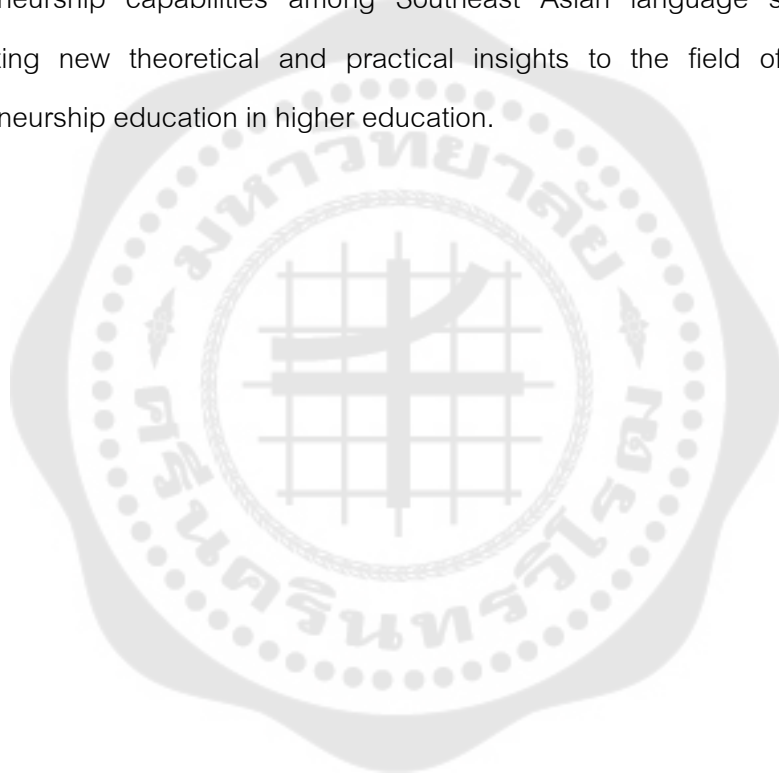 neurship capabilities among Southeast Asian language s
ting new theoretical and practical insights to the field of
neurship education in higher education.
มหาวิทยาลัย
ศรีนครินทรวิโรฒ